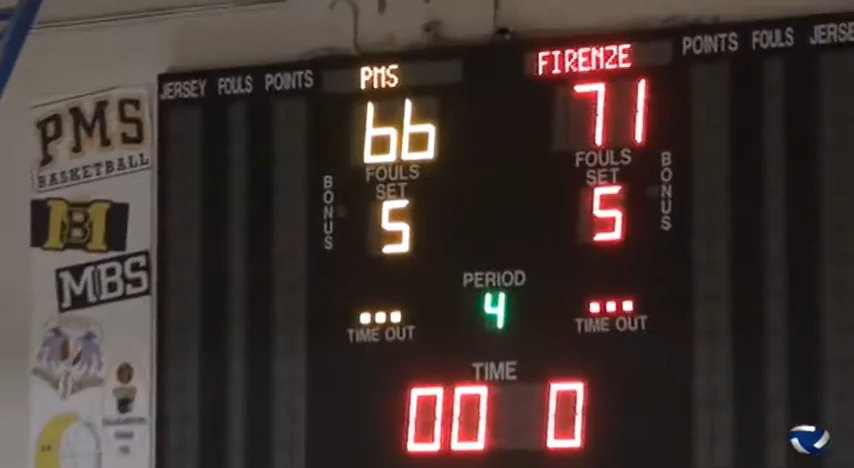 JERSEY FOULS POINTS
PMS
FIRENZE
POINTS FOULS JERSEY
66
71
FOULS
SET
FOULS
SET
BONUS
5
5
BONUS
PERIOD
4
TIME OUT
TIME OUT
TIME
00 0
PMS
BASKETBALL
MB
MBS